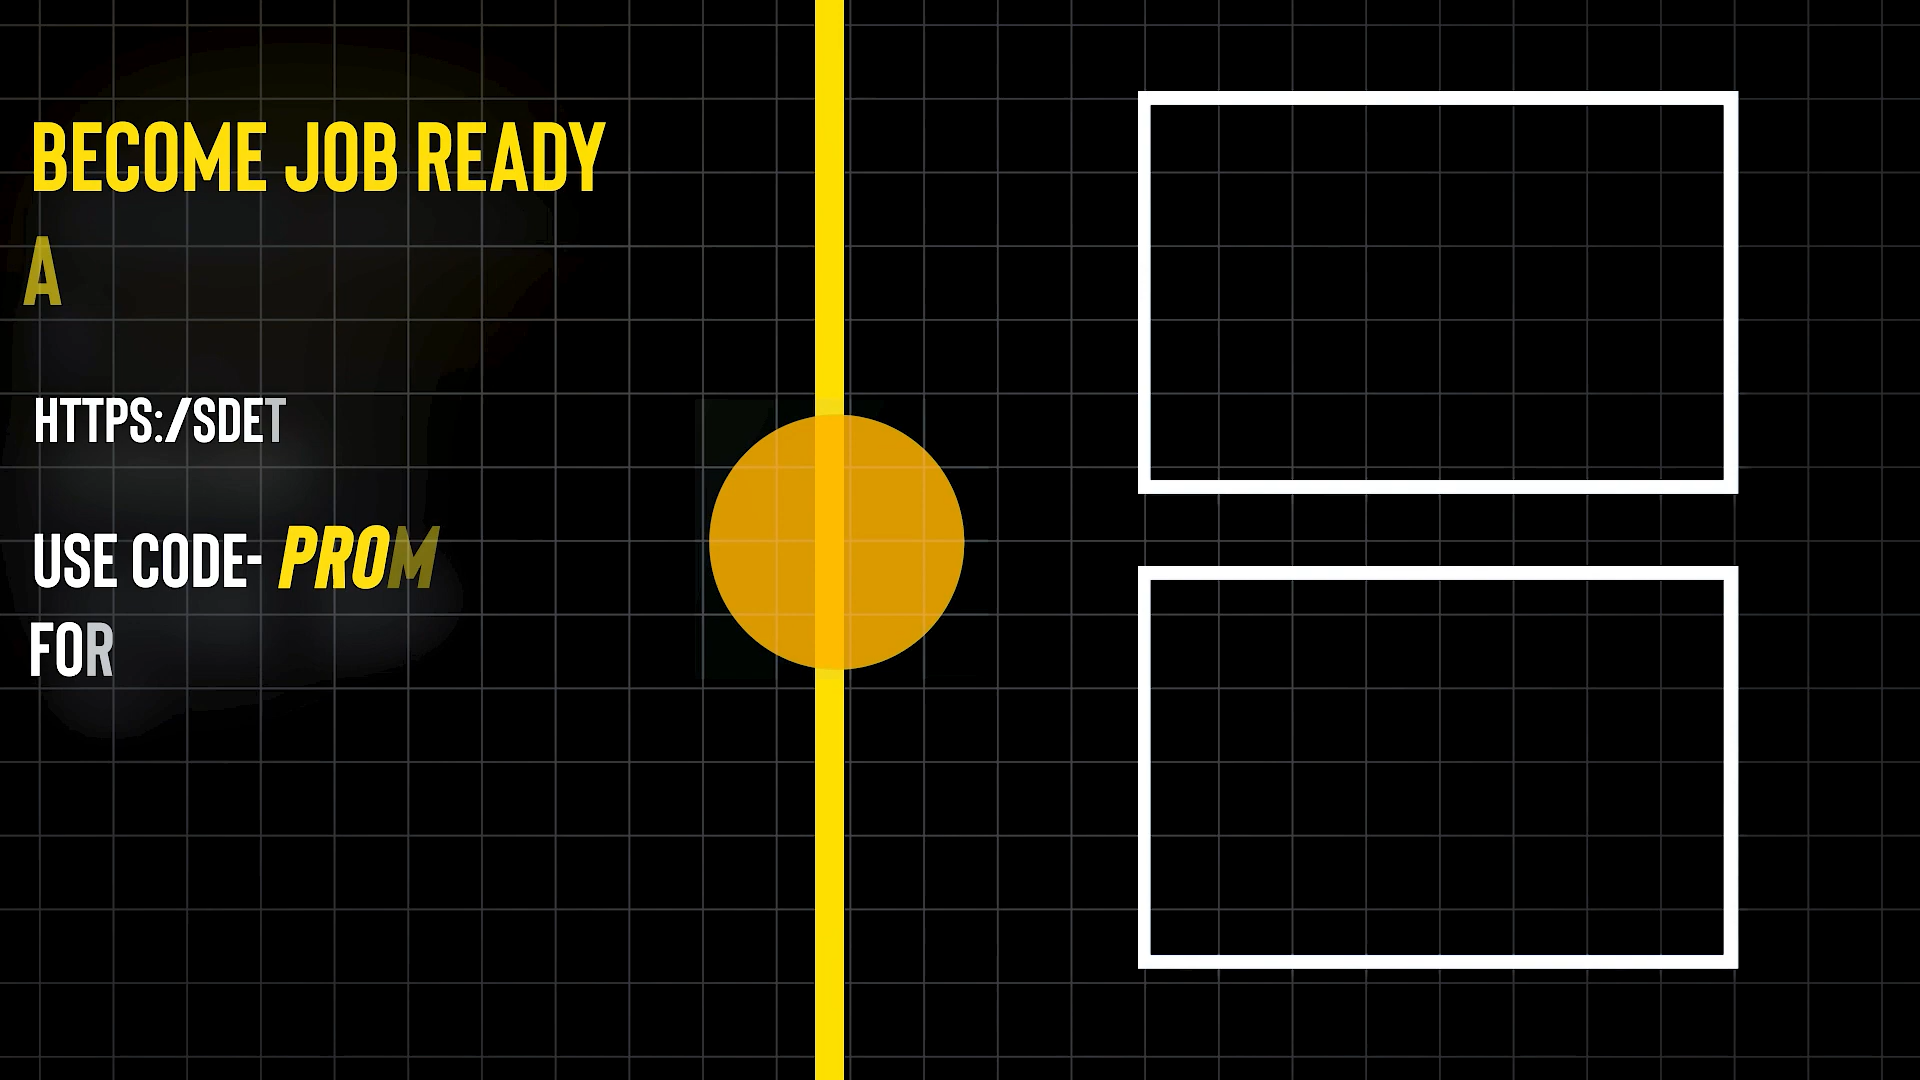 BECOME JOB READY
A
HTTPS:/SDET
USE CODE- PROM
FOR